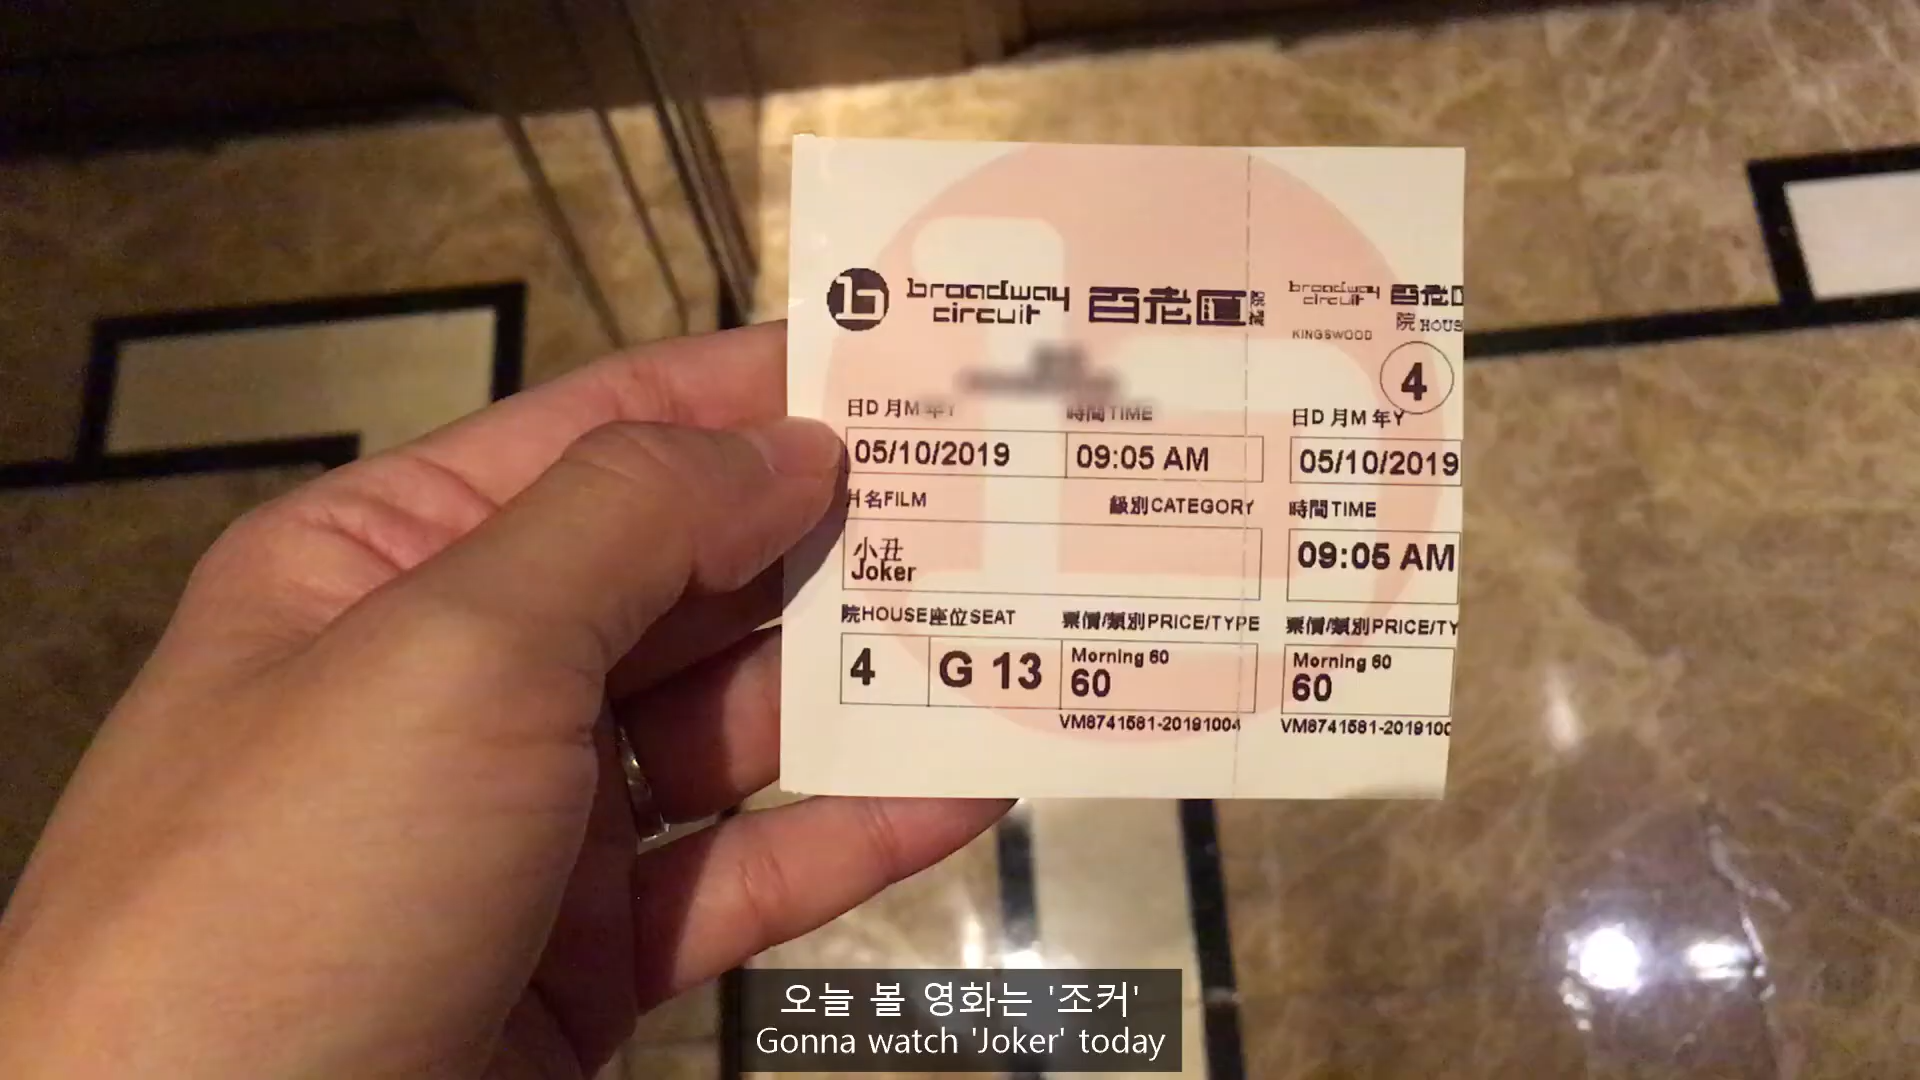 broadway circuit 百老匯院線
日D 月M 年Y 時間TIME
05/10/2019 09:05 AM
名FILM 級別CATEGORY
小丑
Joker
院HOUSE 座位SEAT 票價/類別PRICE/TYPE
4 G 13 Morning 60
60
VM8741581-20191004
broadway circuit 百老
院 HOUS
KINGSWOOD
4
日D 月M 年Y
05/10/2019
時間TIME
09:05 AM
票價/類別PRICE/TY
Morning 60
60
VM8741581-201910
오늘 볼 영화는 '조커'
Gonna watch 'Joker' today